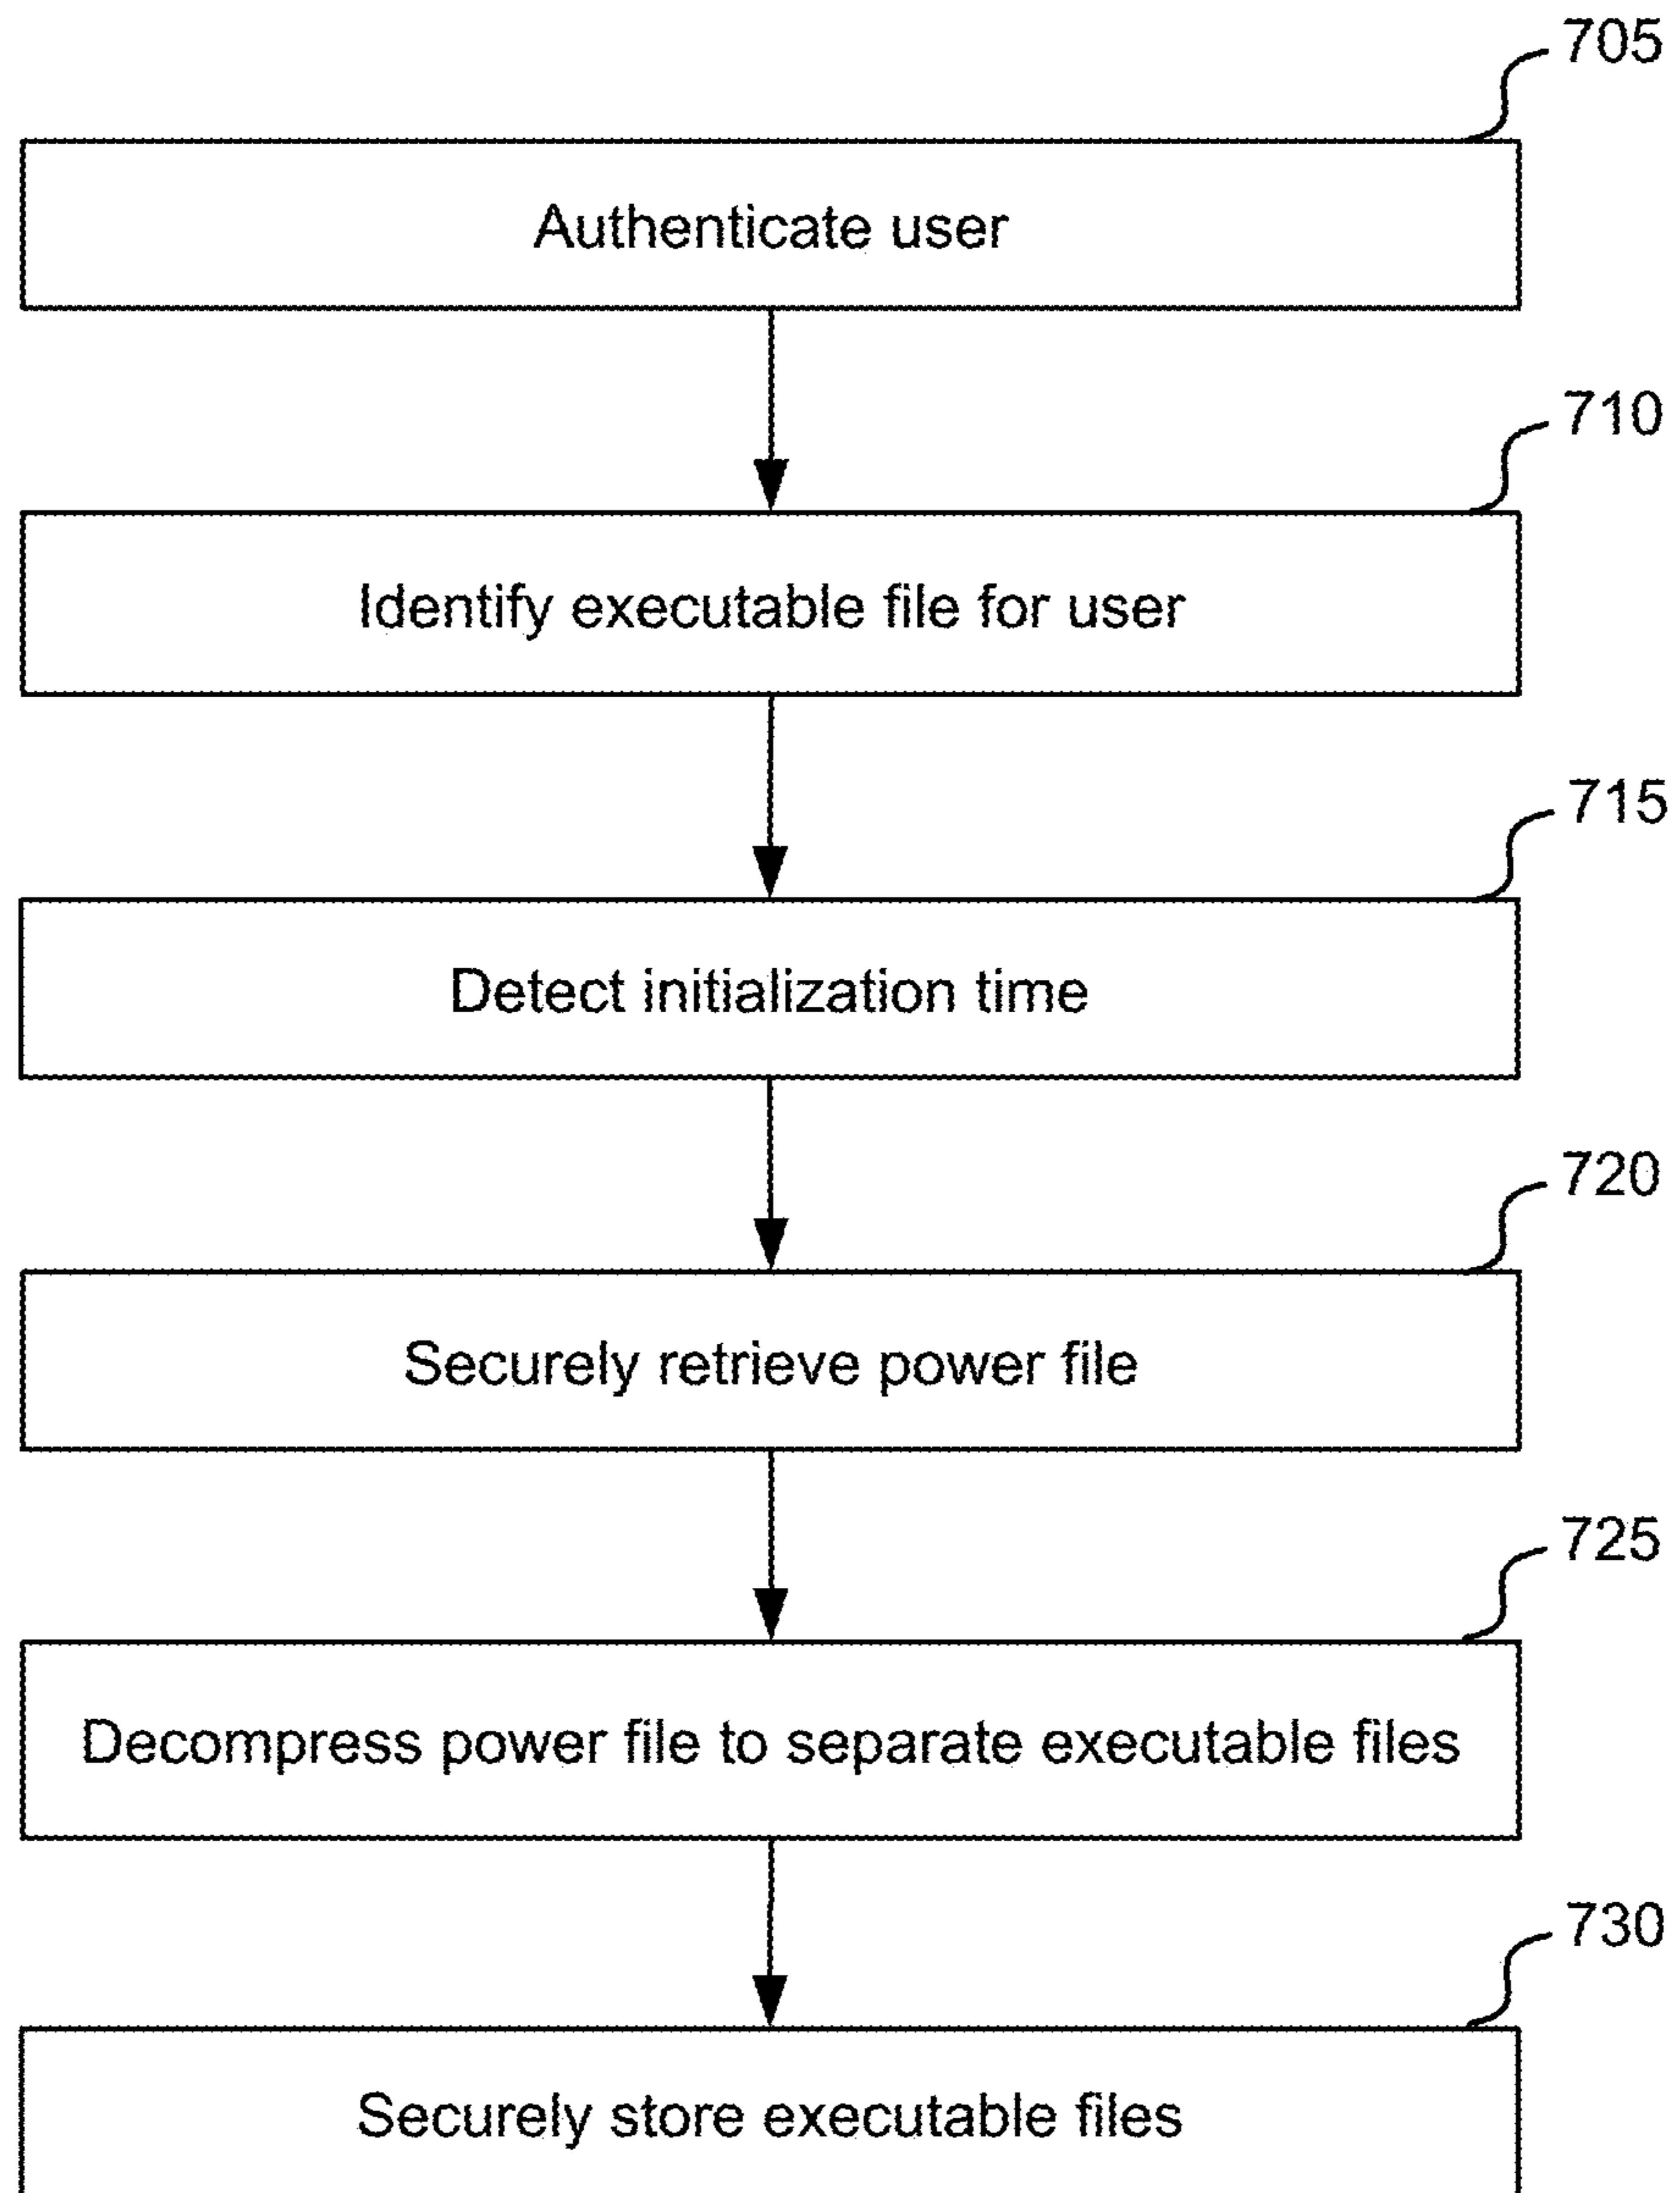 705
Authenticate user
710
Identify executable file for user
715
Detect initialization time
720
Securely retrieve power file
725
Decompress power file to separate executable files
730
Securely store executable files